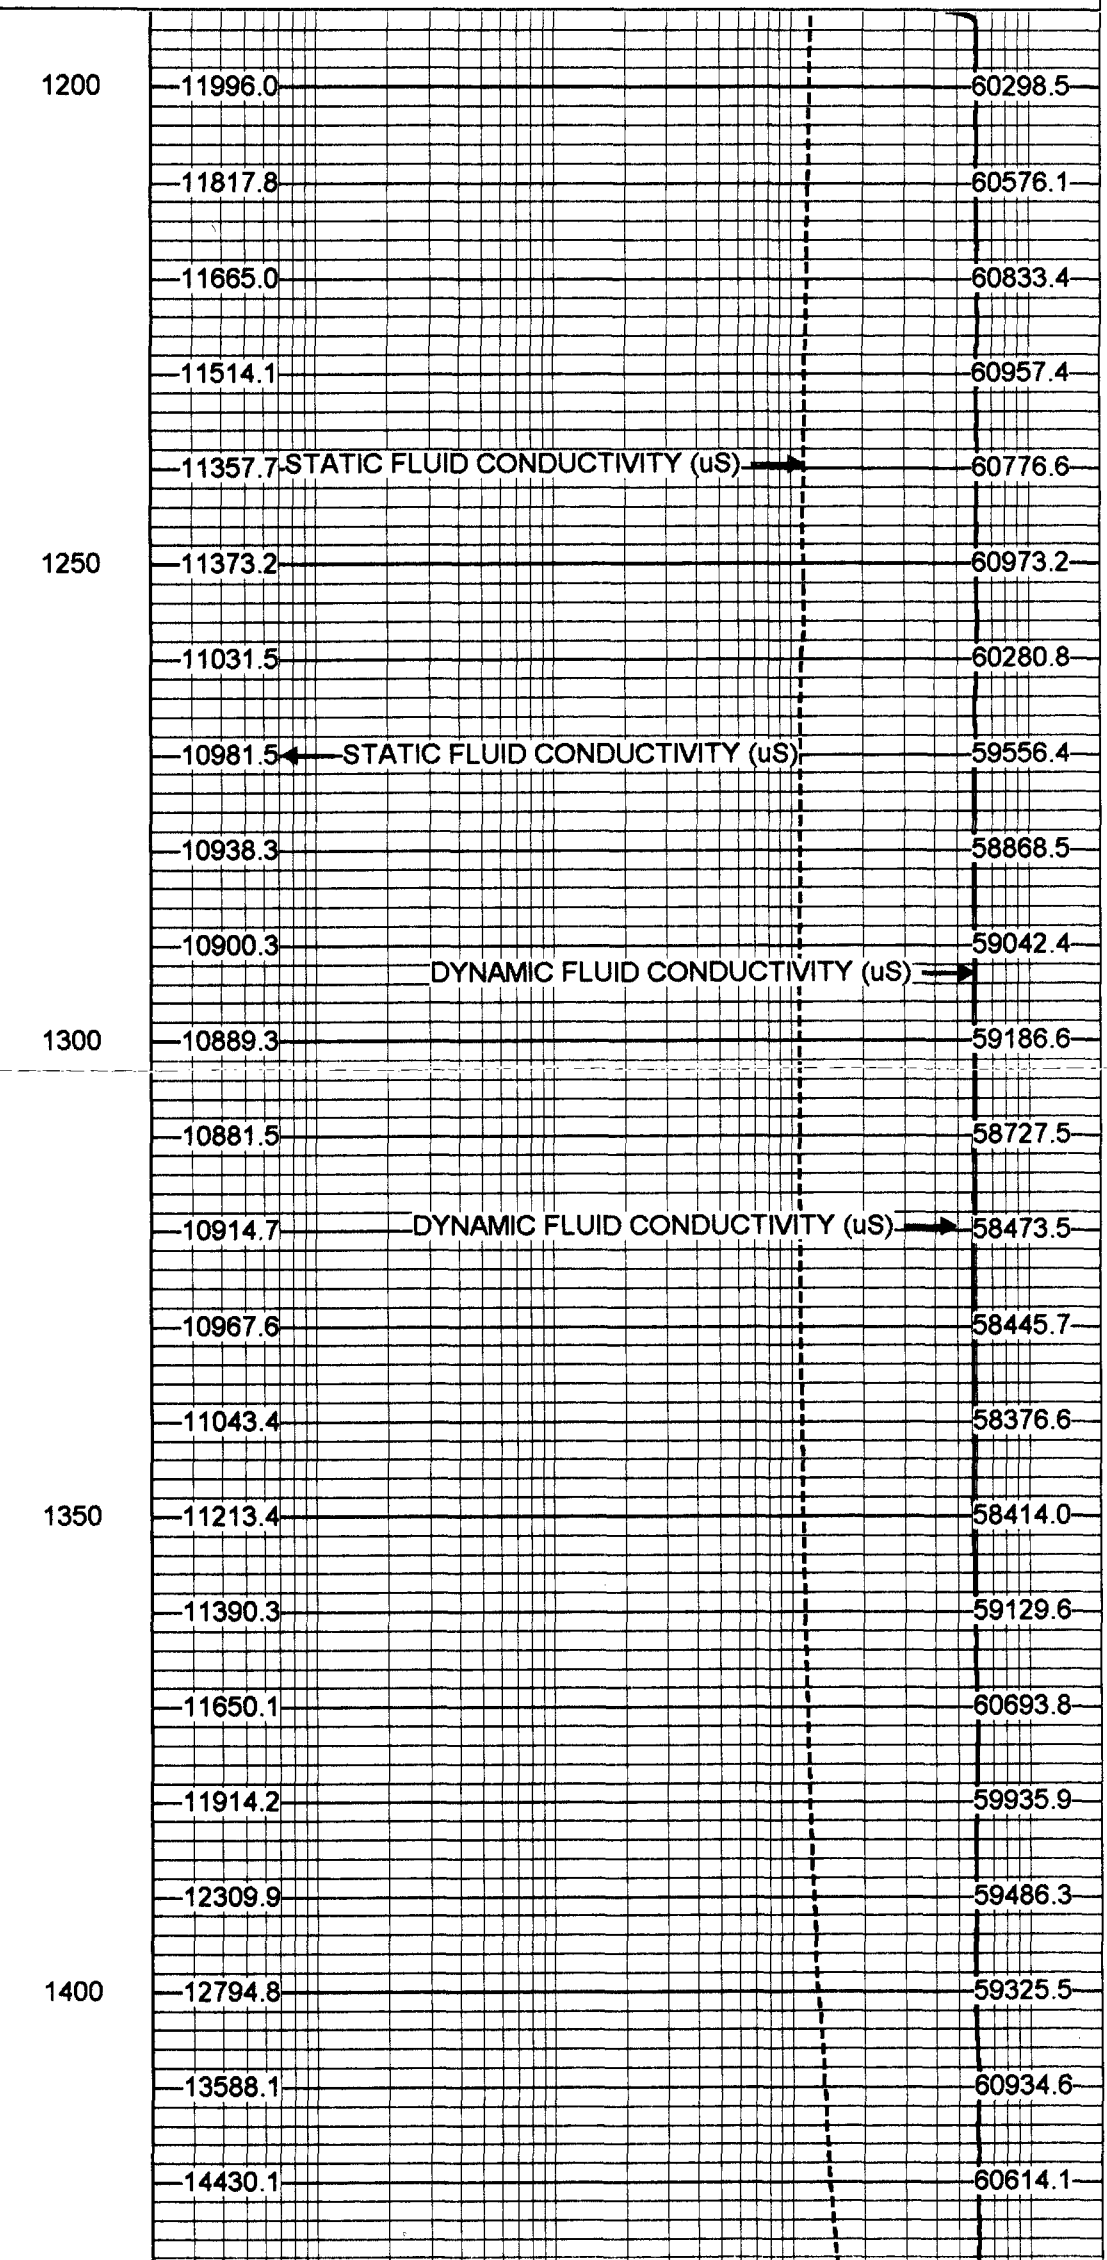 1200 11996.0 60298.5
11817.8 60576.1
11665.0 60833.4
11514.1 60957.4
11357.7 STATIC FLUID CONDUCTIVITY (uS) 60776.6
1250 11373.2 60973.2
11031.5 60280.8
10981.5 STATIC FLUID CONDUCTIVITY (uS) 59556.4
10938.3 58868.5
10900.3 59042.4
DYNAMIC FLUID CONDUCTIVITY (uS)
1300 10889.3 59186.6
10881.5 58727.5
10914.7 DYNAMIC FLUID CONDUCTIVITY (uS) 58473.5
10967.6 58445.7
11043.4 58376.6
1350 11213.4 58414.0
11390.3 59129.6
11650.1 60693.8
11914.2 59935.9
12309.9 59486.3
1400 12794.8 59325.5
13588.1 60934.6
14430.1 60614.1